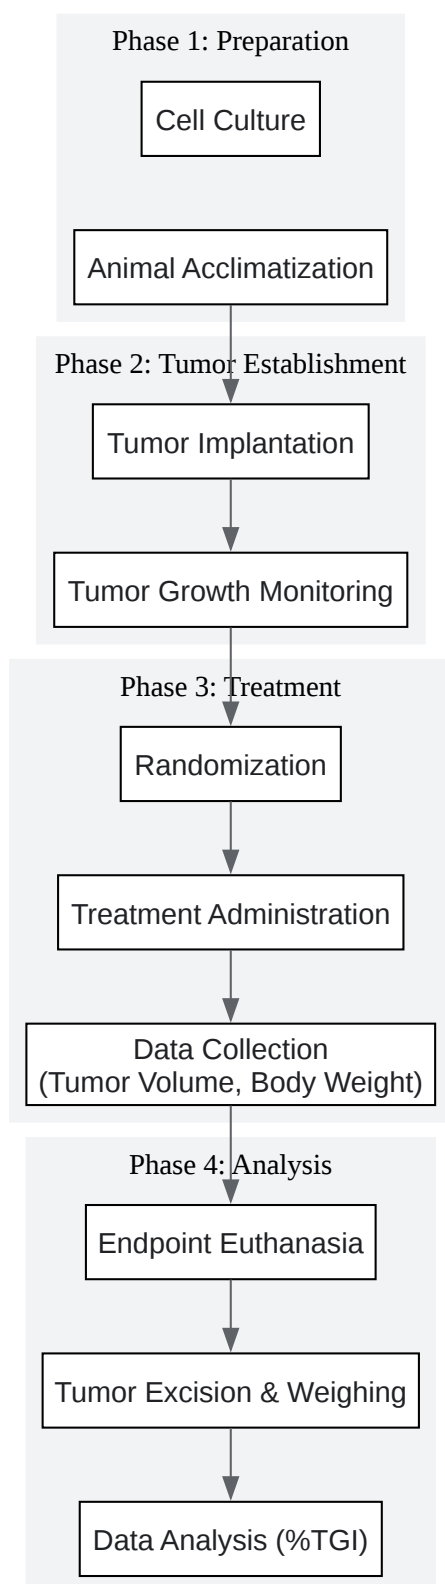 Phase 1: Preparation
Cell Culture
Animal Acclimatization
Phase 2: Tumor Establishment
Tumor Implantation
Tumor Growth Monitoring
Phase 3: Treatment
Randomization
Treatment Administration
Data Collection
(Tumor Volume, Body Weight)
Phase 4: Analysis
Endpoint Euthanasia
Tumor Excision & Weighing
Data Analysis (%TGI)